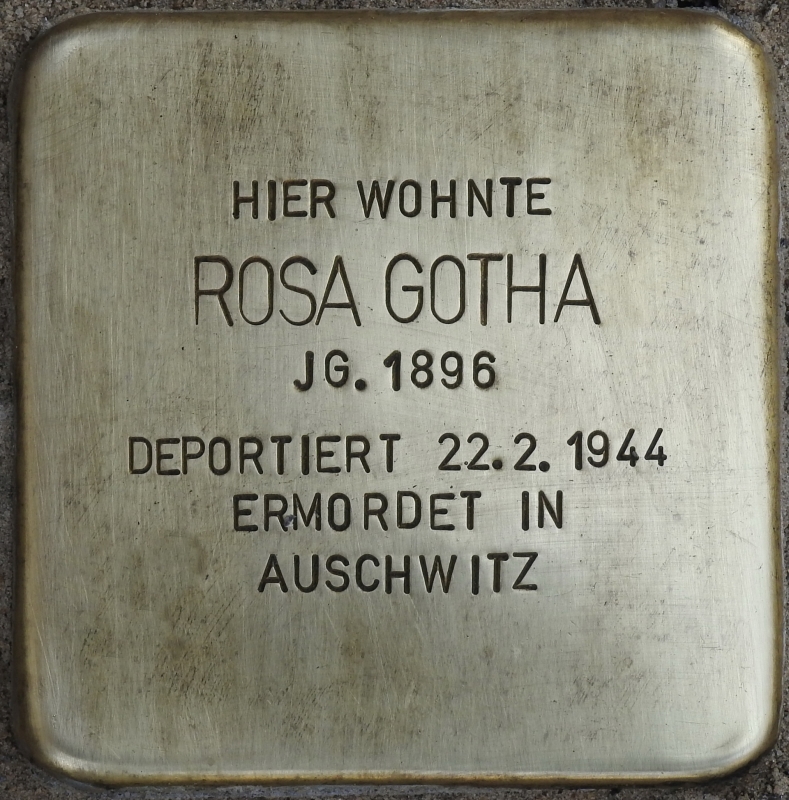 HIER WOHNTE
ROSA GOTHA
JG. 1896
DEPORTIERT 22.2.1944
ERMORDET IN
AUSCHWITZ